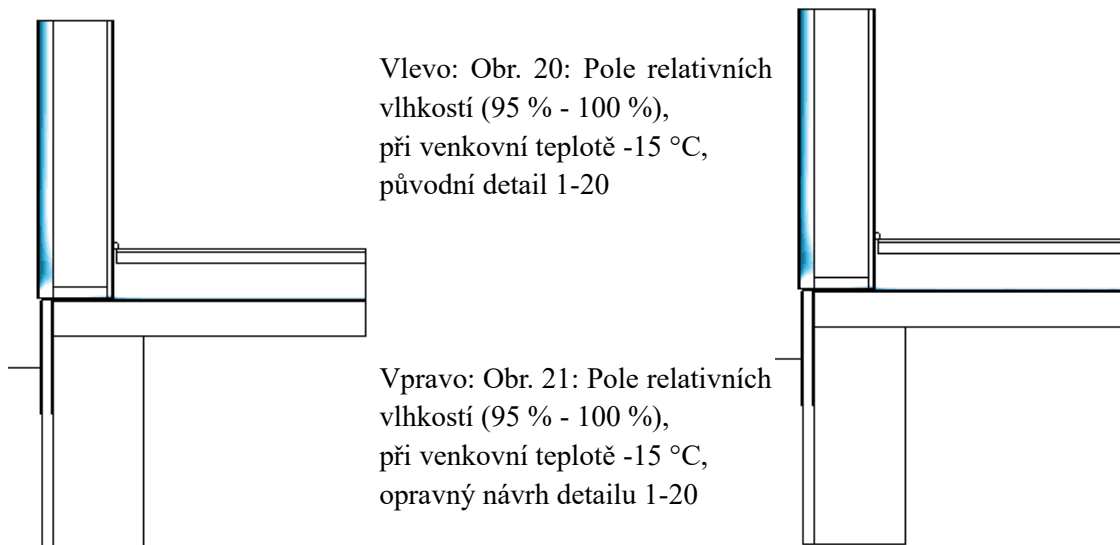 Vlevo: Obr. 20: Pole relativních
vlhkostí (95 % - 100 %),
při venkovní teplotě -15 °C,
původní detail 1-20
Vpravo: Obr. 21: Pole relativních
vlhkostí (95 % - 100 %),
při venkovní teplotě -15 °C,
opravný návrh detailu 1-20